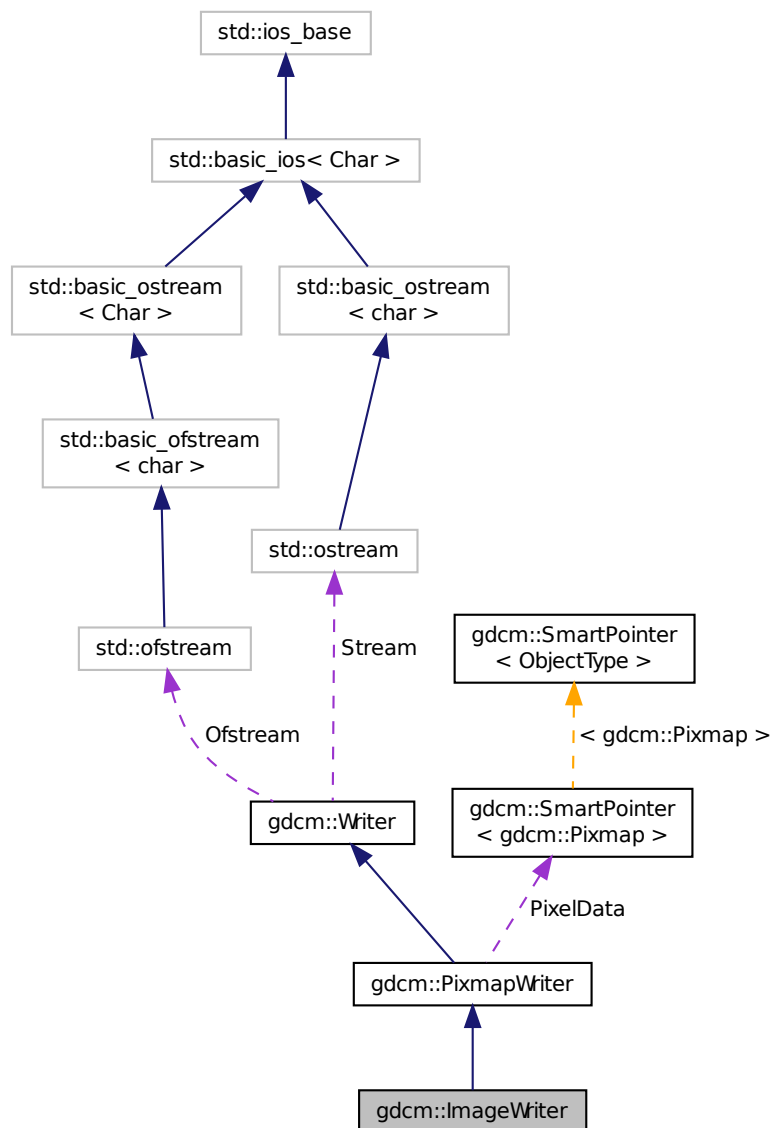 std::ios_base
std::basic_ios< Char >
std::basic_ostream
< Char >
std::basic_ostream
< char >
std::basic_ofstream
< char >
std::ostream
std::ofstream
Stream
gdcm::SmartPointer
< ObjectType >
Ofstream
< gdcm::Pixmap >
gdcm::Writer
gdcm::SmartPointer
< gdcm::Pixmap >
PixelData
gdcm::PixmapWriter
gdcm::ImageWriter